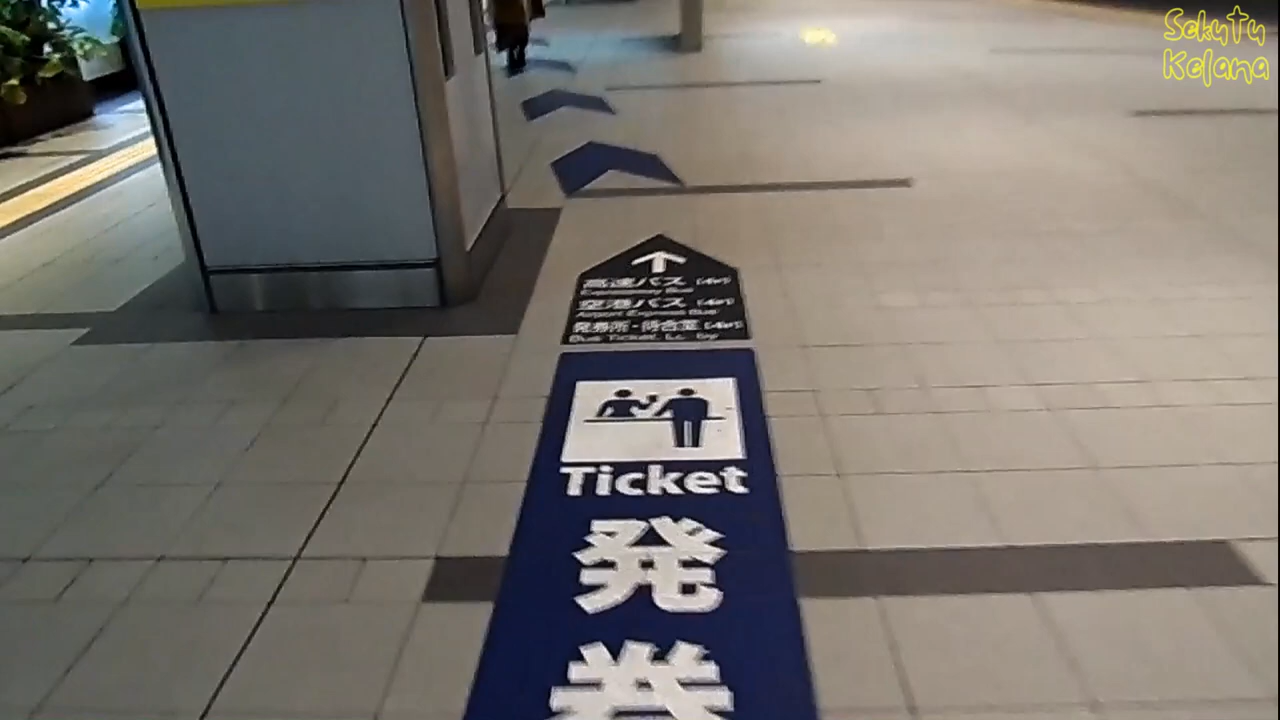 Sekutu
Kelana
高速バス
空港バス
Airport Express Bus
発券所・待合室
Ticket
発
券